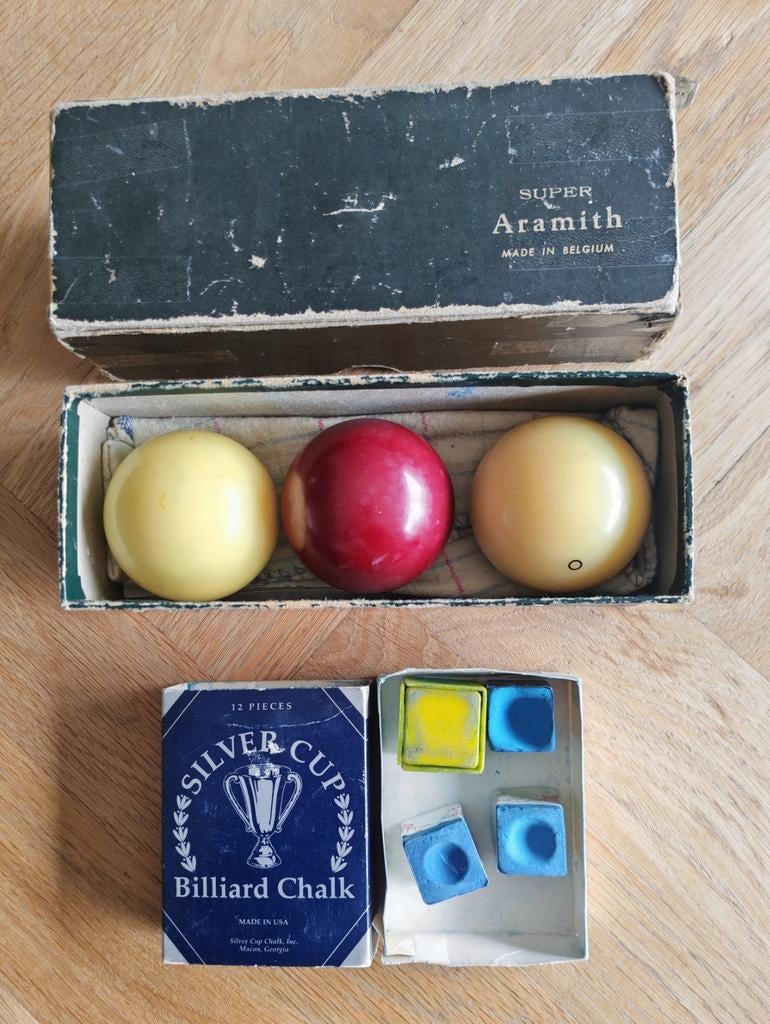 SUPER
Aramith
MADE IN BELGIUM
12 PIECES
SILVER CUP
Billiard Chalk
MADE IN USA
Silver Cup Chalk, Inc.
Macon, Georgia